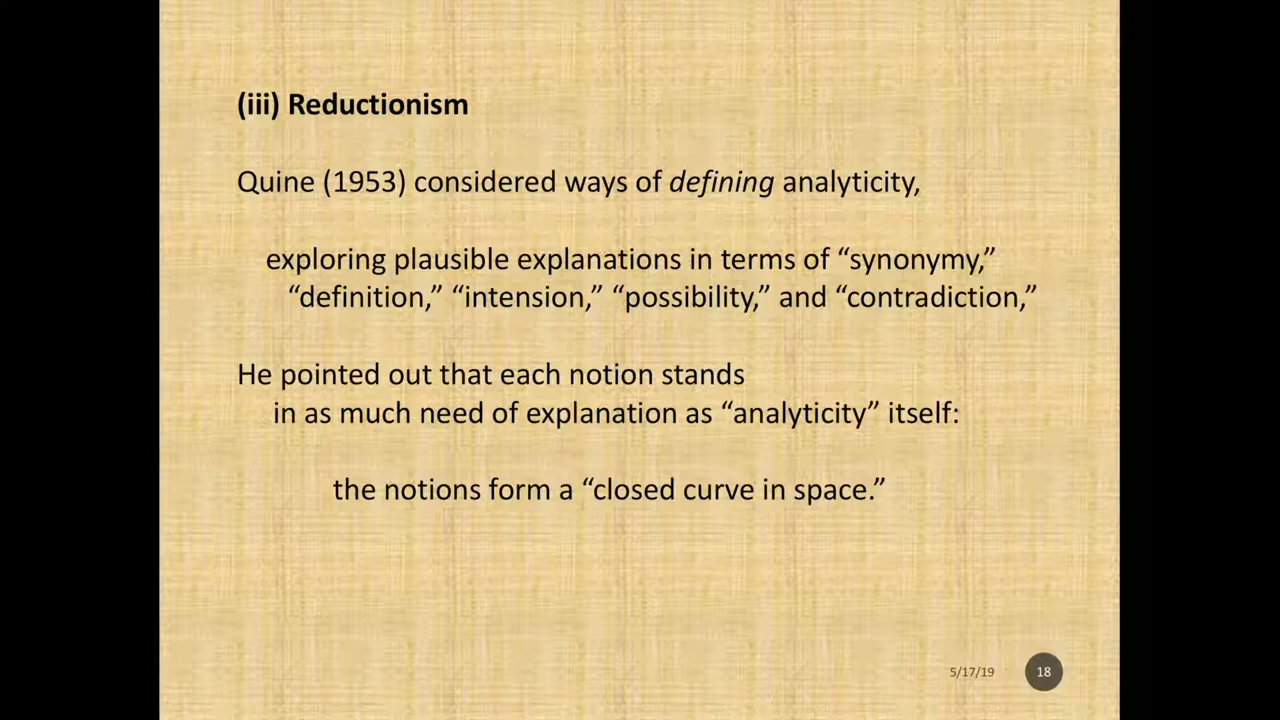 (iii) Reductionism
Quine (1953) considered ways of defining analyticity,
exploring plausible explanations in terms of “synonymy,”
“definition,” “intension,” “possibility,” and “contradiction,”
He pointed out that each notion stands
in as much need of explanation as “analyticity” itself:
the notions form a “closed curve in space.”
5/17/19
18